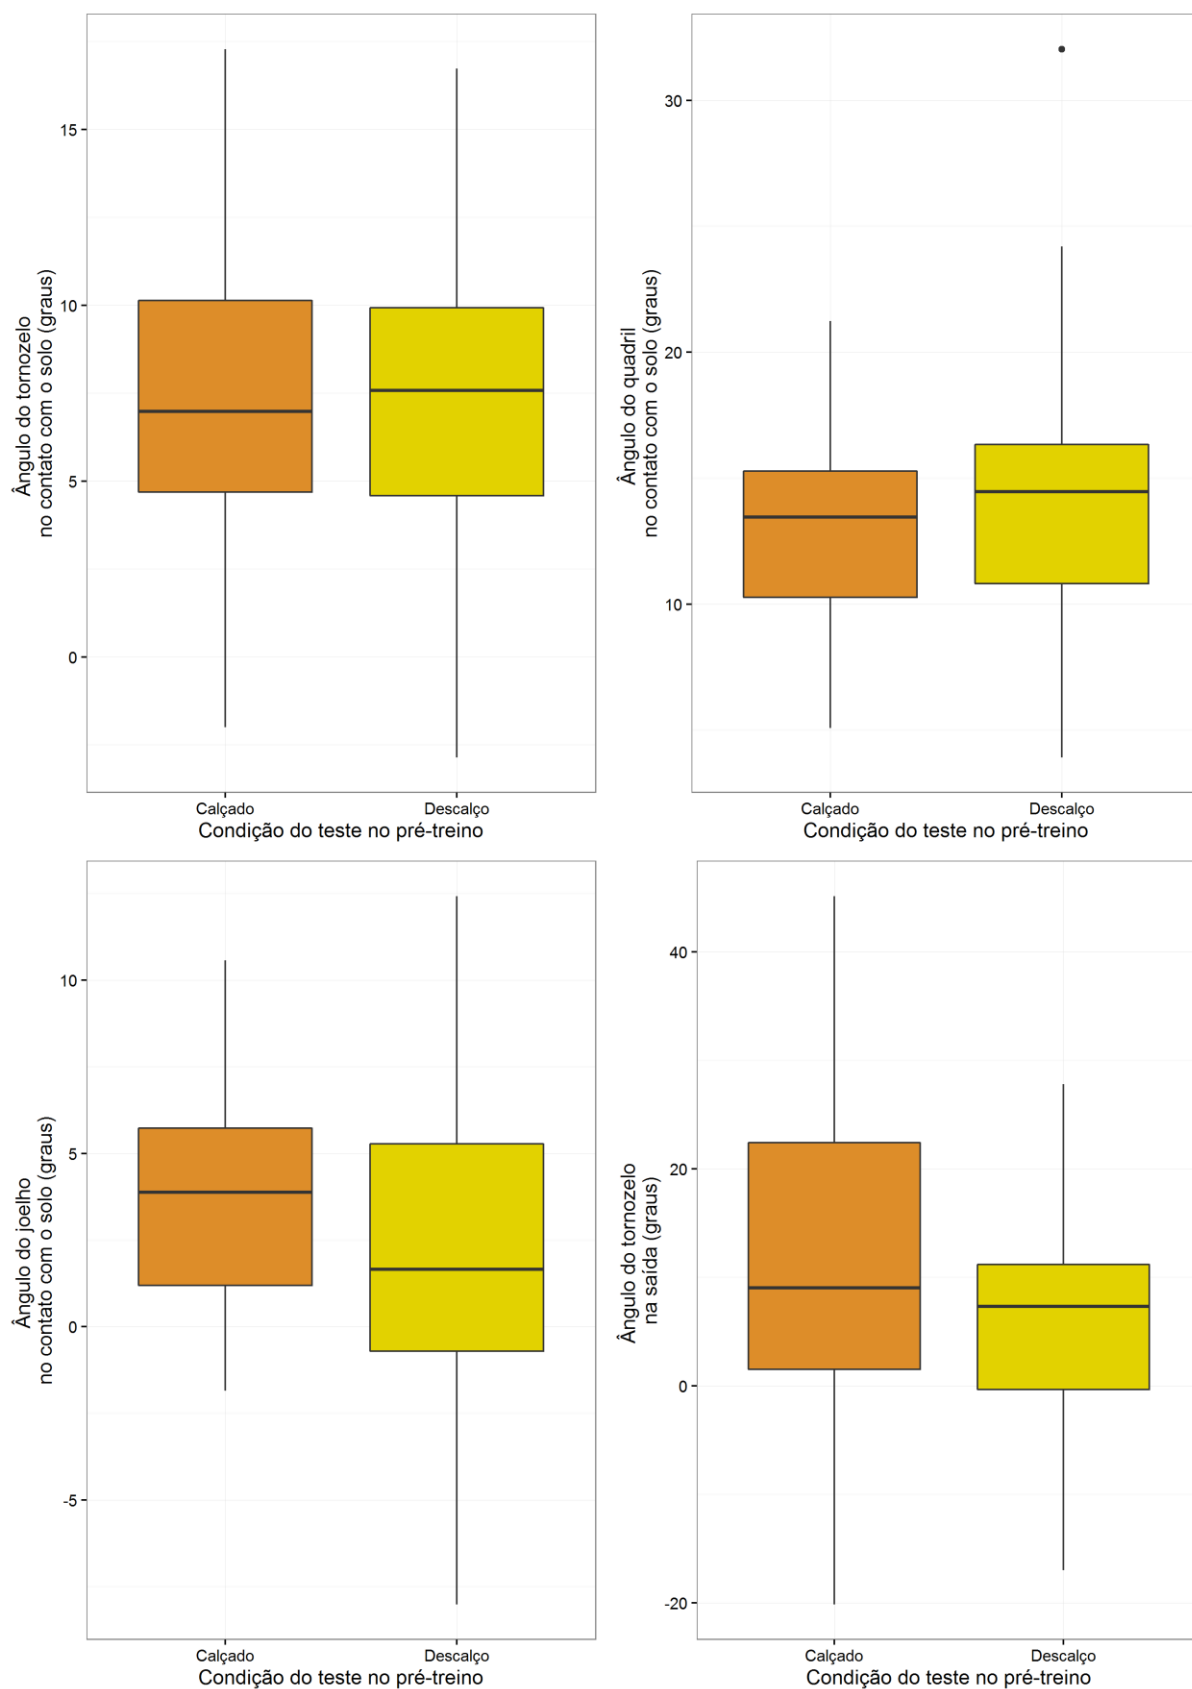 Ângulo do tornozelo
no contato com o solo (graus)
15
10
5
0
Calçado
Descalço
Condição do teste no pré-treino
Ângulo do quadril
no contato com o solo (graus)
30
20
10
Calçado
Descalço
Condição do teste no pré-treino
Ângulo do joelho
no contato com o solo (graus)
10
5
0
-5
Calçado
Descalço
Condição do teste no pré-treino
Ângulo do tornozelo
na saída (graus)
40
20
0
-20
Calçado
Descalço
Condição do teste no pré-treino